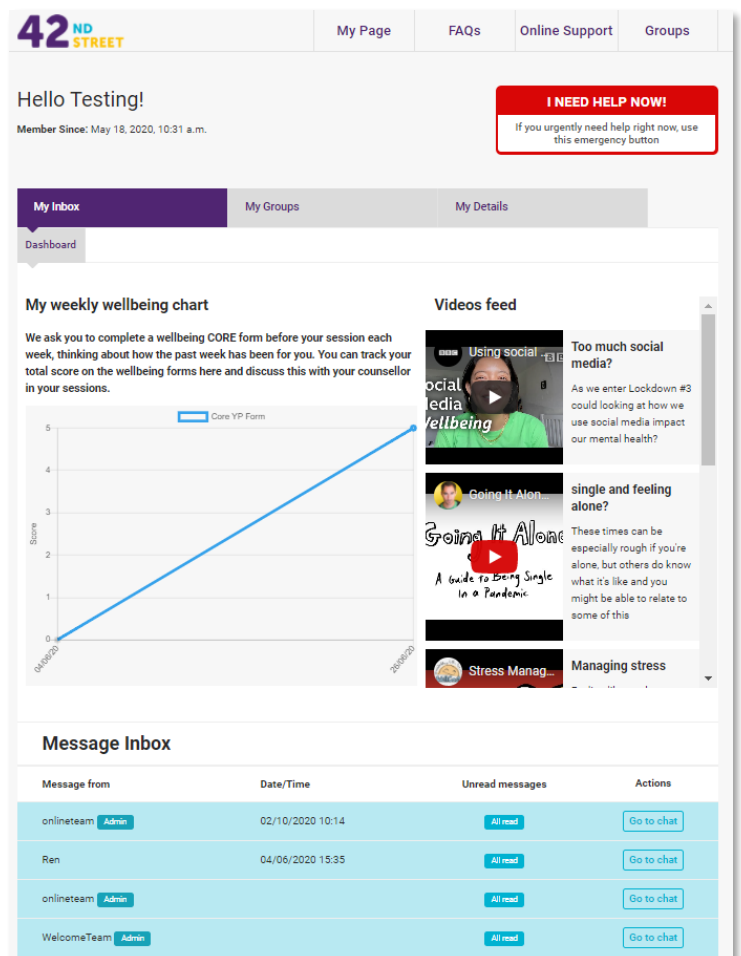 42 ND STREET
My Page
FAQs
Online Support
Groups
Hello Testing!
Member Since: May 18, 2020, 10:31 a.m.
I NEED HELP NOW!
If you urgently need help right now, use
this emergency button
My Inbox
My Groups
My Details
Dashboard
My weekly wellbeing chart
We ask you to complete a wellbeing CORE form before your session each
week, thinking about how the past week has been for you. You can track your
total score on the wellbeing forms here and discuss this with your counsellor
in your sessions.
Core YP Form
5
4
3
2
1
0
Score
04/06/20
26/06/20
Videos feed
BBC Using social ...
ocial
Media
Wellbeing
Too much social
media?
As we enter Lockdown #3
could looking at how we
use social media impact
our mental health?
Going It Alon...
Going It Alone
A Guide to Being Single
In a Pandemic
single and feeling
alone?
These times can be
especially rough if you're
alone, but others do know
what it's like and you
might be able to relate to
some of this
Stress Manag...
Managing stress
Message Inbox
Message from
Date/Time
Unread messages
Actions
onlineteam Admin 02/10/2020 10:14 All read Go to chat
Ren 04/06/2020 15:35 All read Go to chat
onlineteam Admin All read Go to chat
WelcomeTeam Admin All read Go to chat